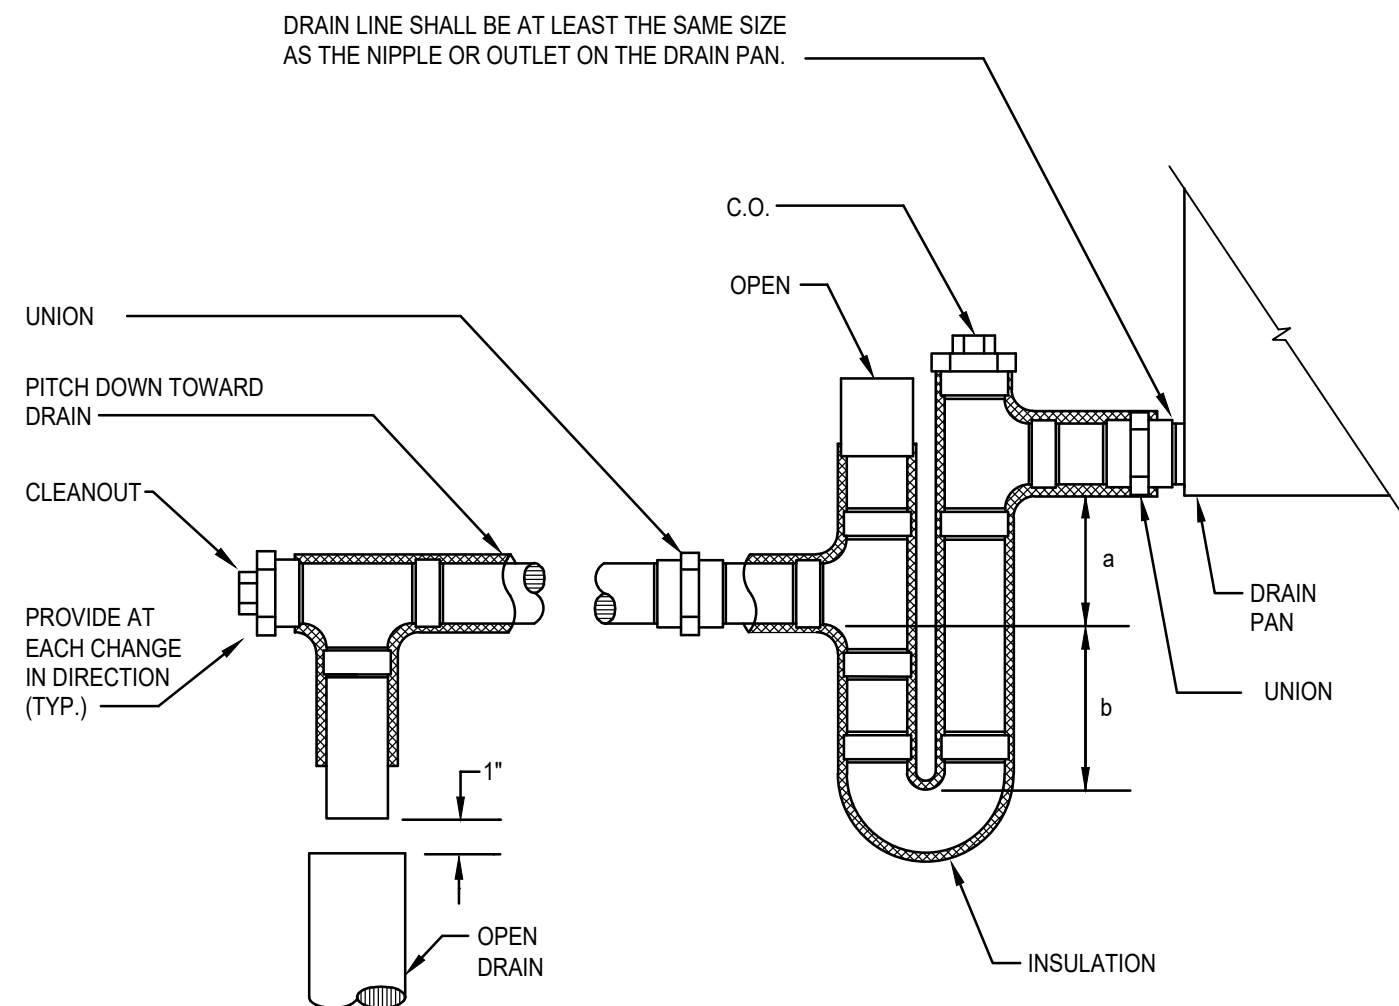 DRAIN LINE SHALL BE AT LEAST THE SAME SIZE
AS THE NIPPLE OR OUTLET ON THE DRAIN PAN.
C.O.
OPEN
UNION
PITCH DOWN TOWARD
DRAIN
CLEANOUT
PROVIDE AT
EACH CHANGE
IN DIRECTION
(TYP.)
a
b
DRAIN
PAN
UNION
1"
OPEN
DRAIN
INSULATION